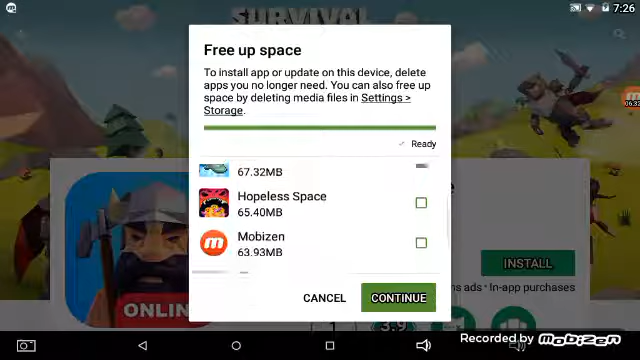 7:26
SURVIVAL
Free up space
To install app or update on this device, delete
apps you no longer need. You can also free up
space by deleting media files in Settings >
Storage.
Ready
67.32MB
Hopeless Space
65.40MB
Mobizen
63.93MB
CANCEL
CONTINUE
INSTALL
ns ads • In-app purchases
ONLIN
1
3.9
Recorded by mobizen